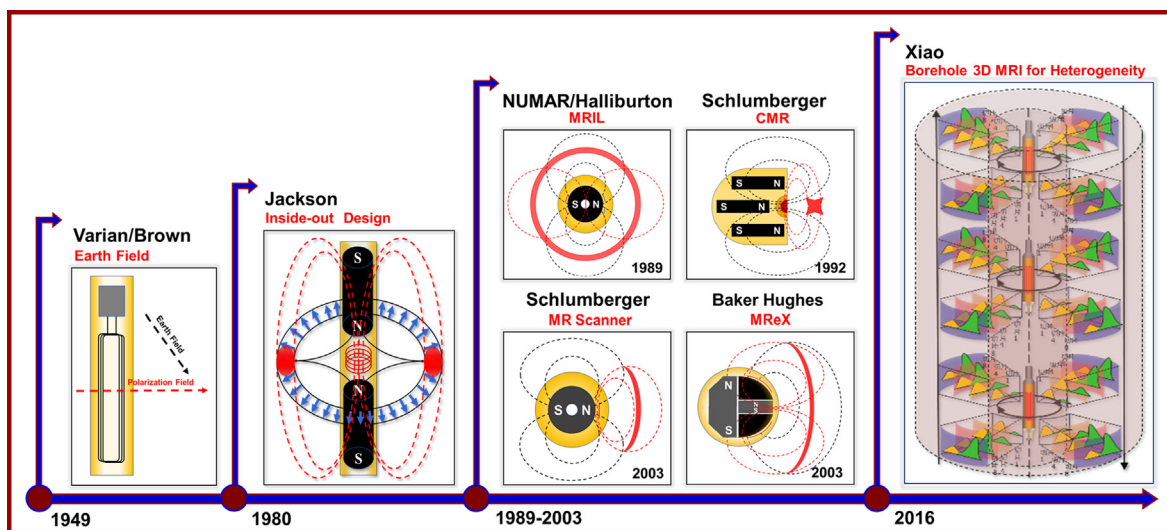 Varian/Brown
Earth Field
Earth Field
Polarization Field
1949
Jackson
Inside-out Design
S
N
N
S
1980
NUMAR/Halliburton
MRIL
S N
1989
Schlumberger
CMR
S N
S N
S N
1992
Schlumberger
MR Scanner
S N
2003
Baker Hughes
MReX
N
S
2003
1989-2003
Xiao
Borehole 3D MRI for Heterogeneity
2016